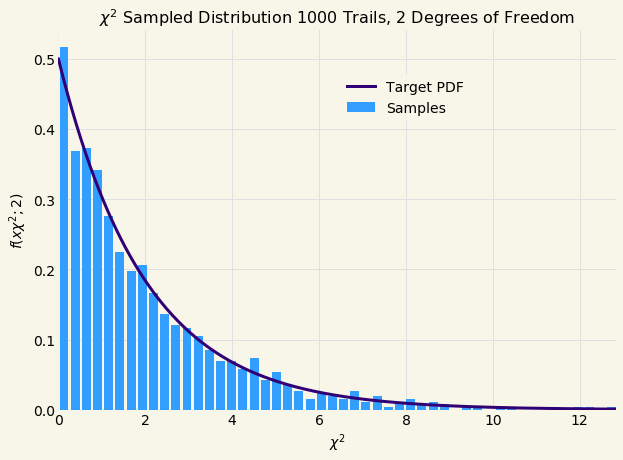 χ² Sampled Distribution 1000 Trails, 2 Degrees of Freedom
Target PDF
Samples
f(xχ²; 2)
0.5
0.4
0.3
0.2
0.1
0.0
0 2 4 6 8 10 12
χ²